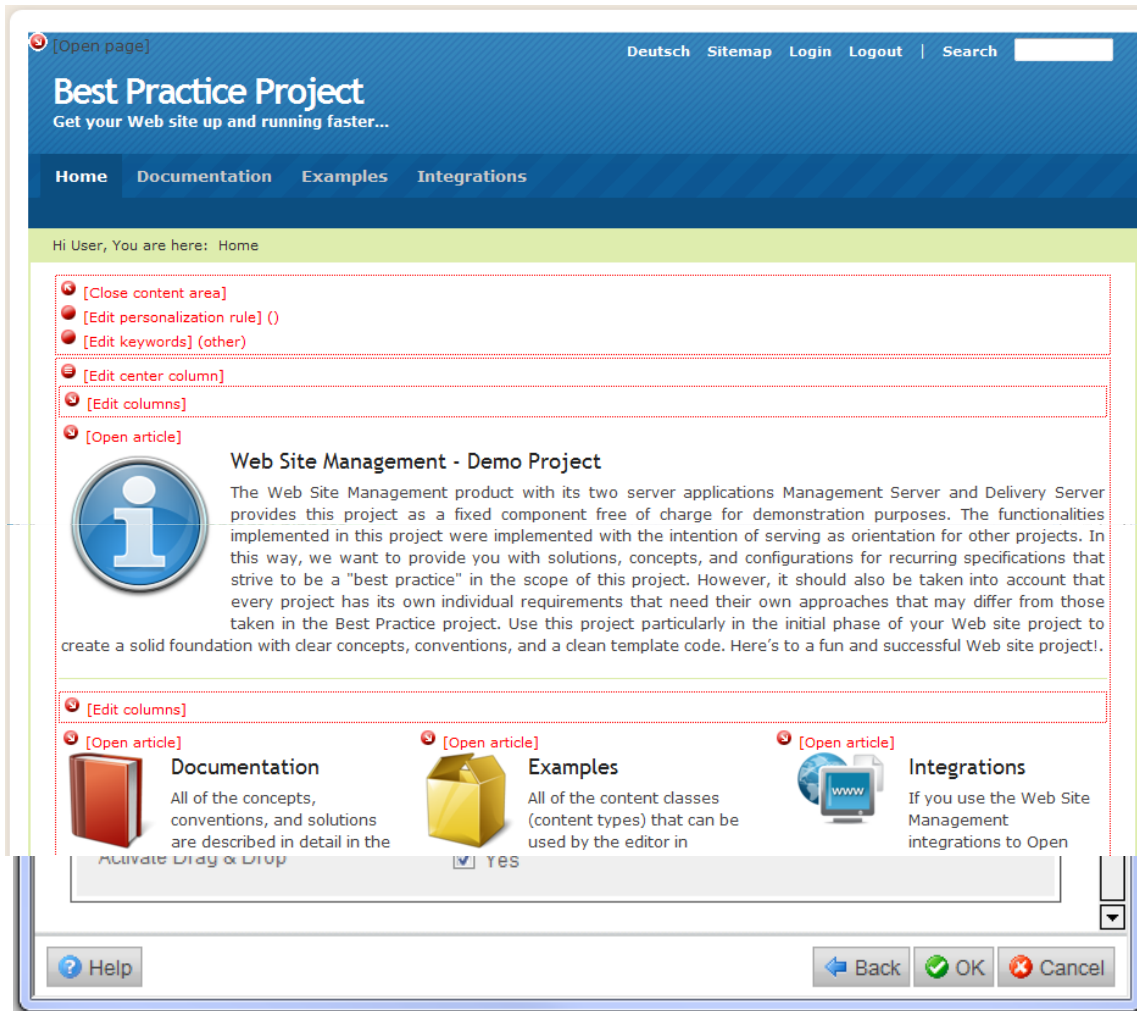 [Open page]
Deutsch Sitemap Login Logout | Search
Best Practice Project
Get your Web site up and running faster...
Home Documentation Examples Integrations
Hi User, You are here: Home
[Close content area]
[Edit personalization rule] ()
[Edit keywords] (other)
[Edit center column]
[Edit columns]
[Open article]
Web Site Management - Demo Project
The Web Site Management product with its two server applications Management Server and Delivery Server
provides this project as a fixed component free of charge for demonstration purposes. The functionalities
implemented in this project were implemented with the intention of serving as orientation for other projects. In
this way, we want to provide you with solutions, concepts, and configurations for recurring specifications that
strive to be a "best practice" in the scope of this project. However, it should also be taken into account that
every project has its own individual requirements that need their own approaches that may differ from those
taken in the Best Practice project. Use this project particularly in the initial phase of your Web site project to
create a solid foundation with clear concepts, conventions, and a clean template code. Here's to a fun and successful Web site project!.
[Edit columns]
[Open article]
Documentation
All of the concepts,
conventions, and solutions
are described in detail in the
[Open article]
Examples
All of the content classes
(content types) that can be
used by the editor in
[Open article]
www
Integrations
If you use the Web Site
Management
integrations to Open
Activate Drag & Drop Yes
Help
Back OK Cancel